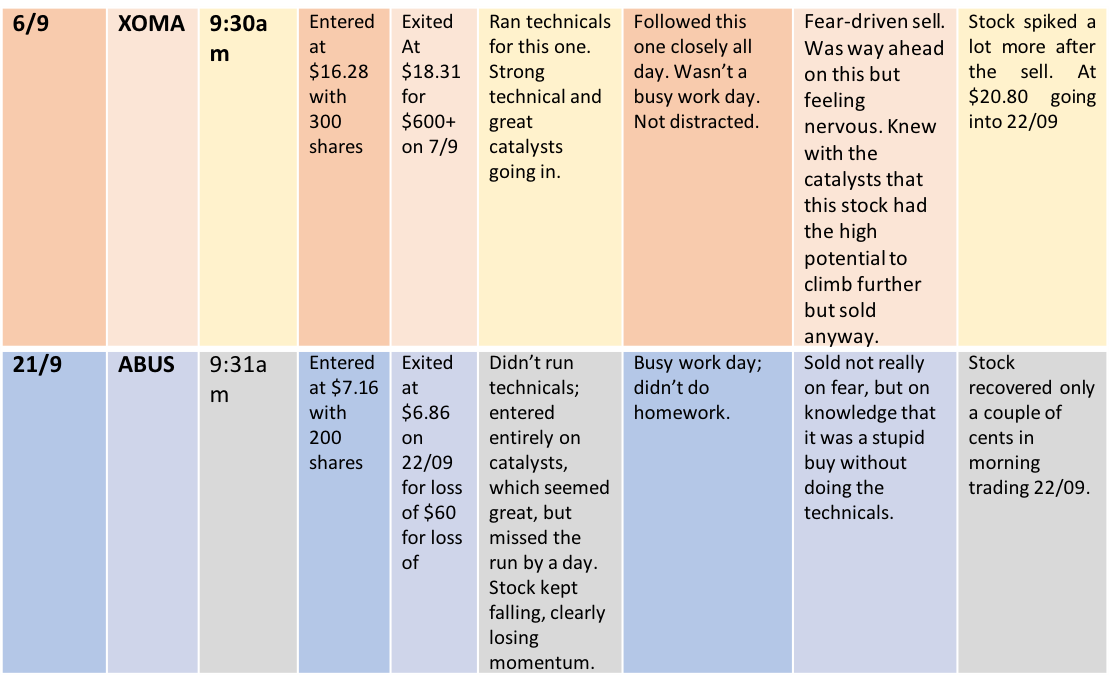 6/9
XOMA
9:30a
m
Entered
at
$16.28
with
300
shares
Exited
At
$18.31
for
$600+
on 7/9
Ran technicals
for this one.
Strong
technical and
great
catalysts
going in.
Followed this
one closely all
day. Wasn’t a
busy work day.
Not distracted.
Fear-driven sell.
Was way ahead
on this but
feeling
nervous. Knew
with the
catalysts that
this stock had
the high
potential to
climb further
but sold
anyway.
Stock spiked a
lot more after
the sell. At
$20.80 going
into 22/09
21/9
ABUS
9:31a
m
Entered
at $7.16
with
200
shares
Exited
at
$6.86
on
22/09
for loss
of $60
for loss
of
Didn’t run
technicals;
entered
entirely on
catalysts,
which seemed
great, but
missed the
run by a day.
Stock kept
falling, clearly
losing
momentum.
Busy work day;
didn’t do
homework.
Sold not really
on fear, but on
knowledge that
it was a stupid
buy without
doing the
technicals.
Stock
recovered only
a couple of
cents in
morning
trading 22/09.